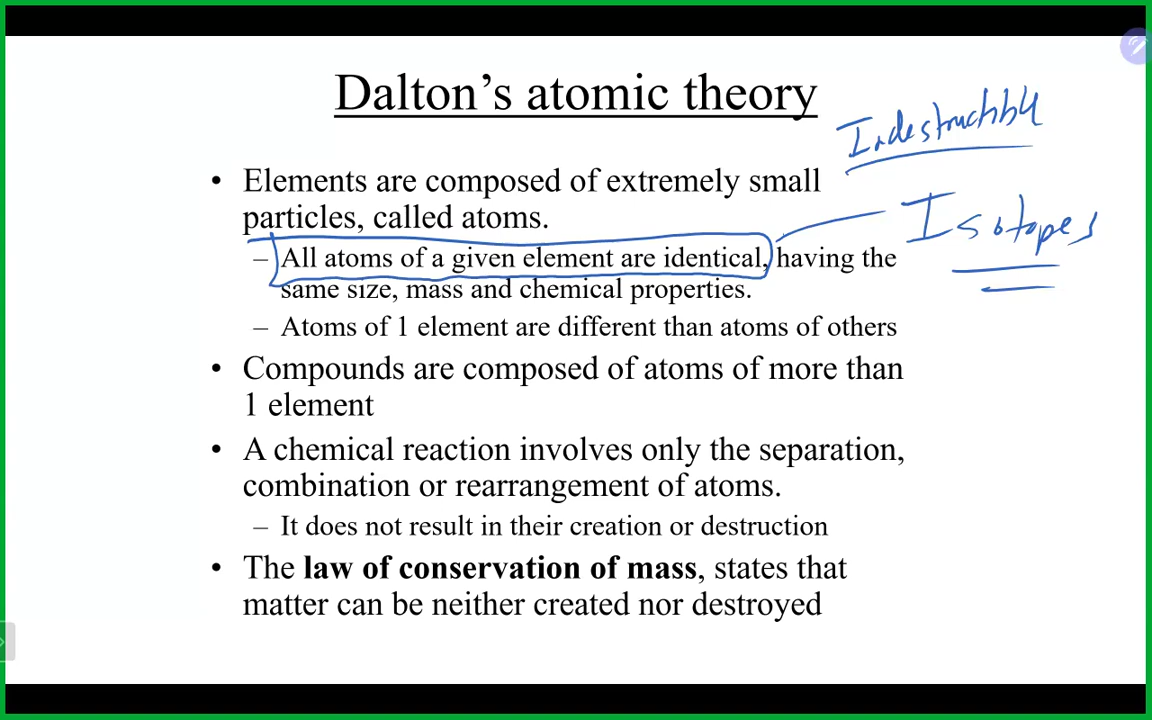 Dalton's atomic theory
Indestructible
• Elements are composed of extremely small
particles, called atoms.
Isotopes
– All atoms of a given element are identical, having the
same size, mass and chemical properties.
– Atoms of 1 element are different than atoms of others
• Compounds are composed of atoms of more than
1 element
• A chemical reaction involves only the separation,
combination or rearrangement of atoms.
– It does not result in their creation or destruction
• The law of conservation of mass, states that
matter can be neither created nor destroyed